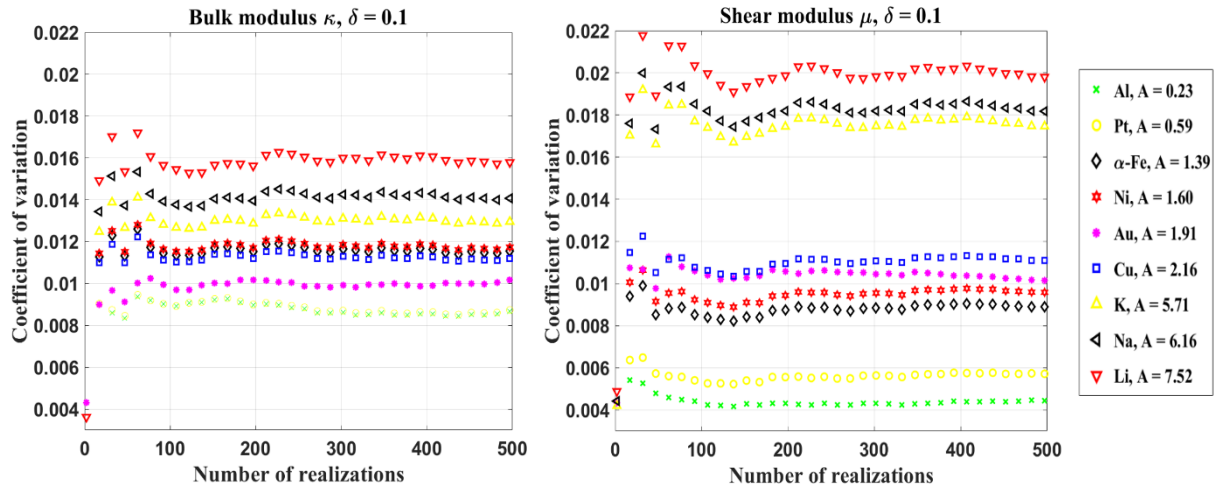 Bulk modulus κ, δ = 0.1
Coefficient of variation
0.022
0.02
0.018
0.016
0.014
0.012
0.01
0.008
0.006
0.004
0
100
200
300
400
500
Number of realizations
Shear modulus μ, δ = 0.1
Coefficient of variation
0.022
0.02
0.018
0.016
0.014
0.012
0.01
0.008
0.006
0.004
0
100
200
300
400
500
Number of realizations
Al, A = 0.23
Pt, A = 0.59
α-Fe, A = 1.39
Ni, A = 1.60
Au, A = 1.91
Cu, A = 2.16
K, A = 5.71
Na, A = 6.16
Li, A = 7.52